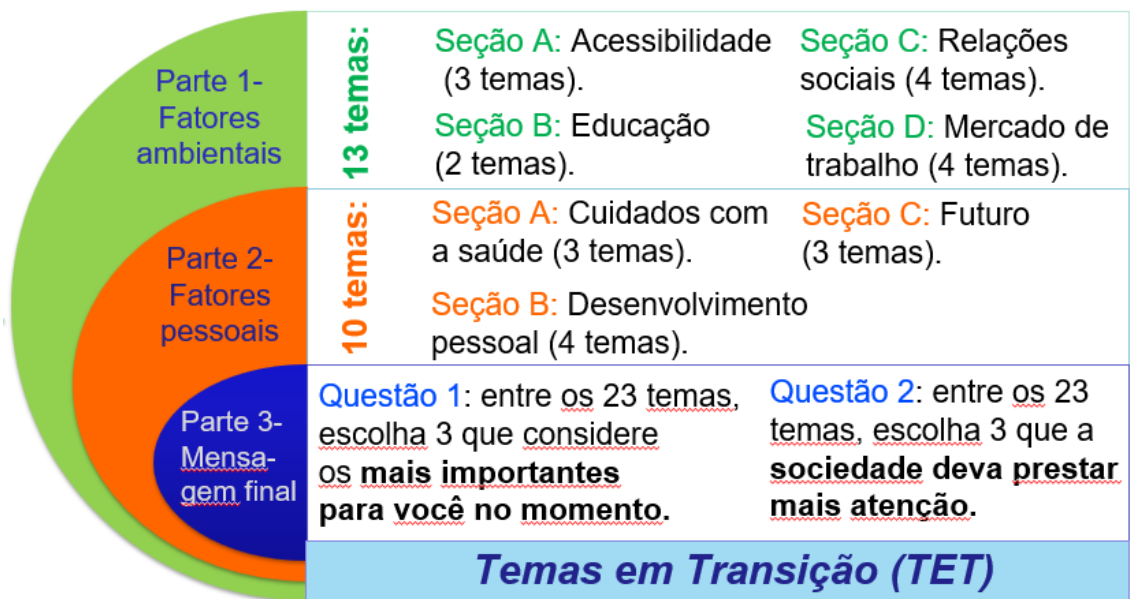 Parte 1-
Fatores
ambientais
13 temas:
Seção A: Acessibilidade
(3 temas).
Seção B: Educação
(2 temas).
Seção C: Relações
sociais (4 temas).
Seção D: Mercado de
trabalho (4 temas).
Parte 2-
Fatores
pessoais
10 temas:
Seção A: Cuidados com
a saúde (3 temas).
Seção B: Desenvolvimento
pessoal (4 temas).
Seção C: Futuro
(3 temas).
Parte 3-
Mensa-
gem final
Questão 1: entre os 23 temas,
escolha 3 que considere
os mais importantes
para você no momento.
Questão 2: entre os 23
temas, escolha 3 que a
sociedade deva prestar
mais atenção.
Temas em Transição (TET)